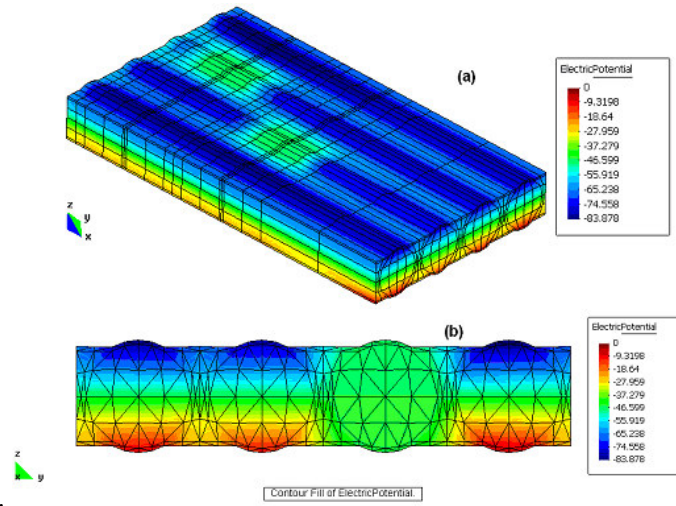 (a)
ElectricPotential
0
-9.3198
-18.64
-27.959
-37.279
-46.599
-55.919
-65.238
-74.558
-83.878
z
y
x
(b)
ElectricPotential
0
-9.3198
-18.64
-27.959
-37.279
-46.599
-55.919
-65.238
-74.558
-83.878
z
x y
Contour Fill of ElectricPotential.